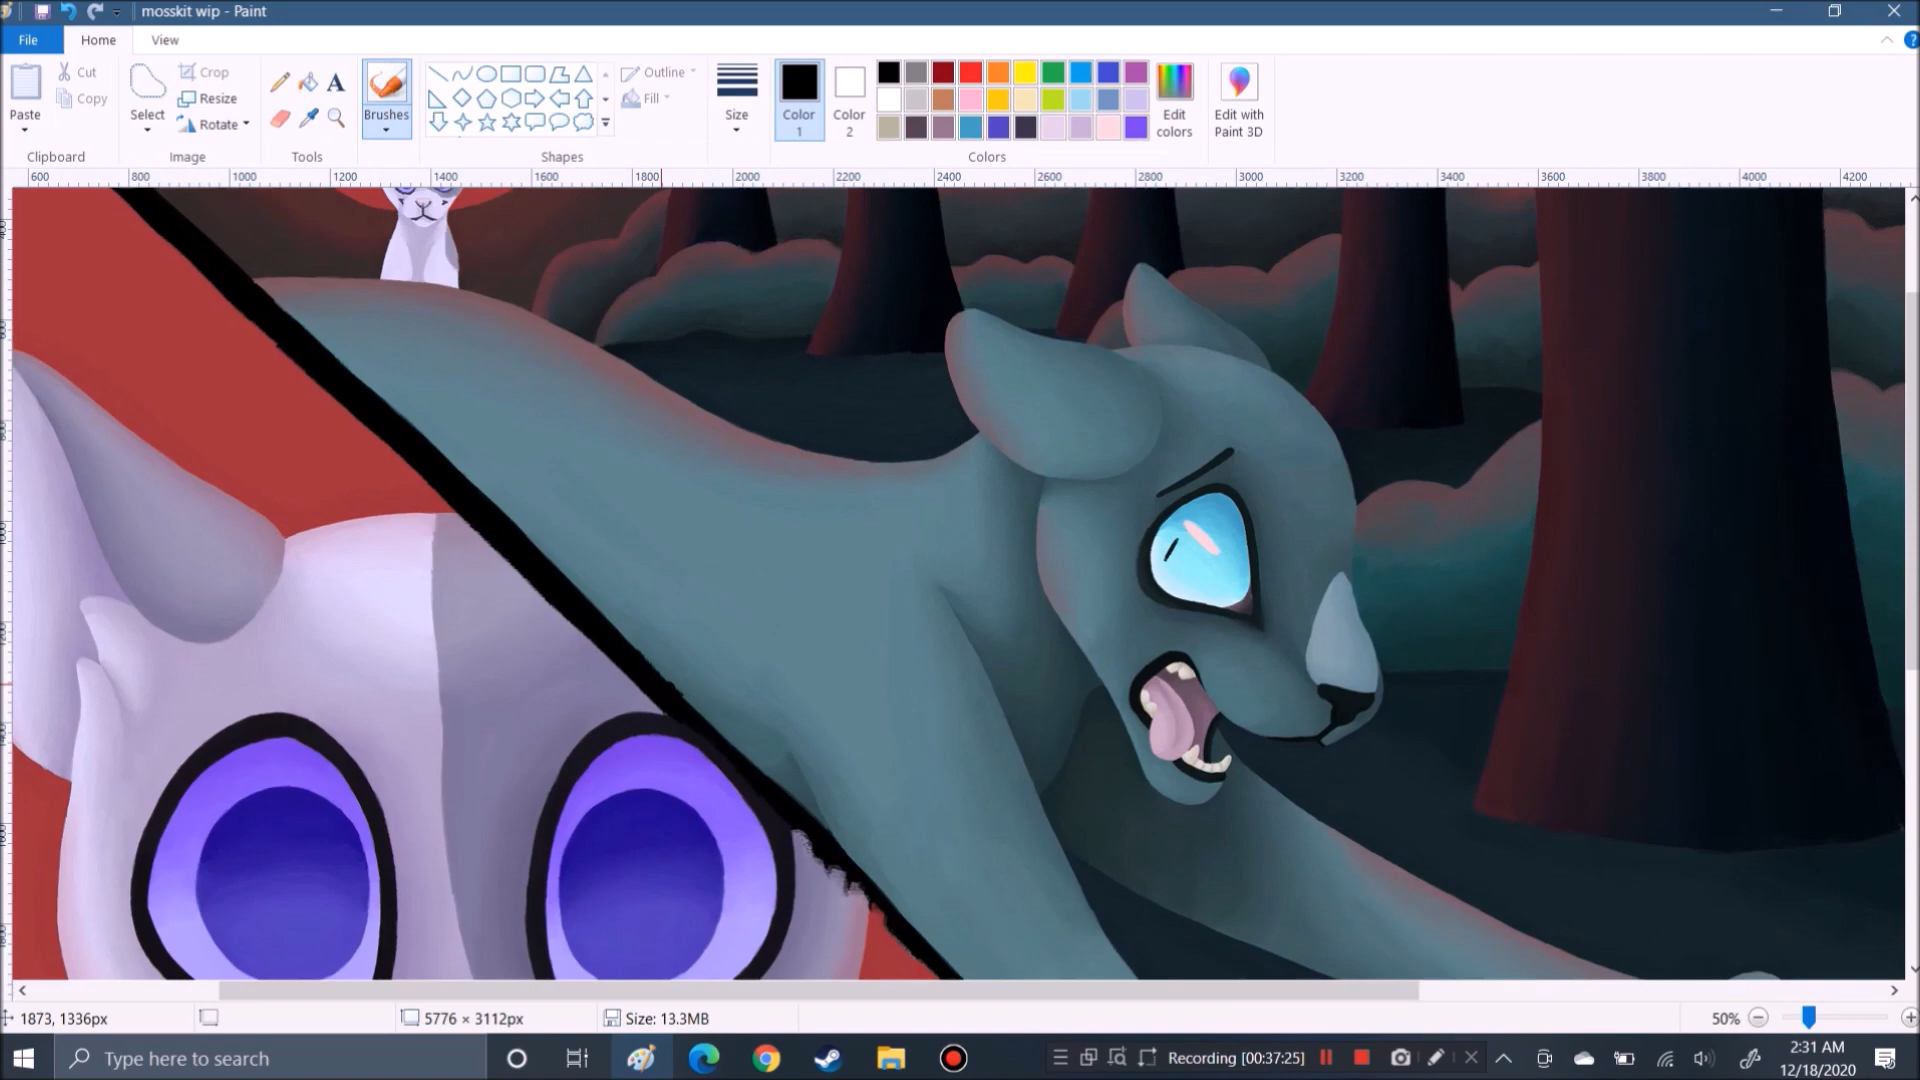 mosskit wip - Paint
File Home View
Cut
Copy
Paste
Clipboard
Crop
Resize
Rotate
Select
Image
A
Tools
Brushes
Outline
Fill
Shapes
Size
Color 1
Color 2
Edit colors
Colors
Edit with Paint 3D
600 800 1000 1200 1400 1600 1800 2000 2200 2400 2600 2800 3000 3200 3400 3600 3800 4000 4200
1873, 1336px
5776 × 3112px
Size: 13.3MB
50%
Type here to search
Recording [00:37:25]
2:31 AM
12/18/2020